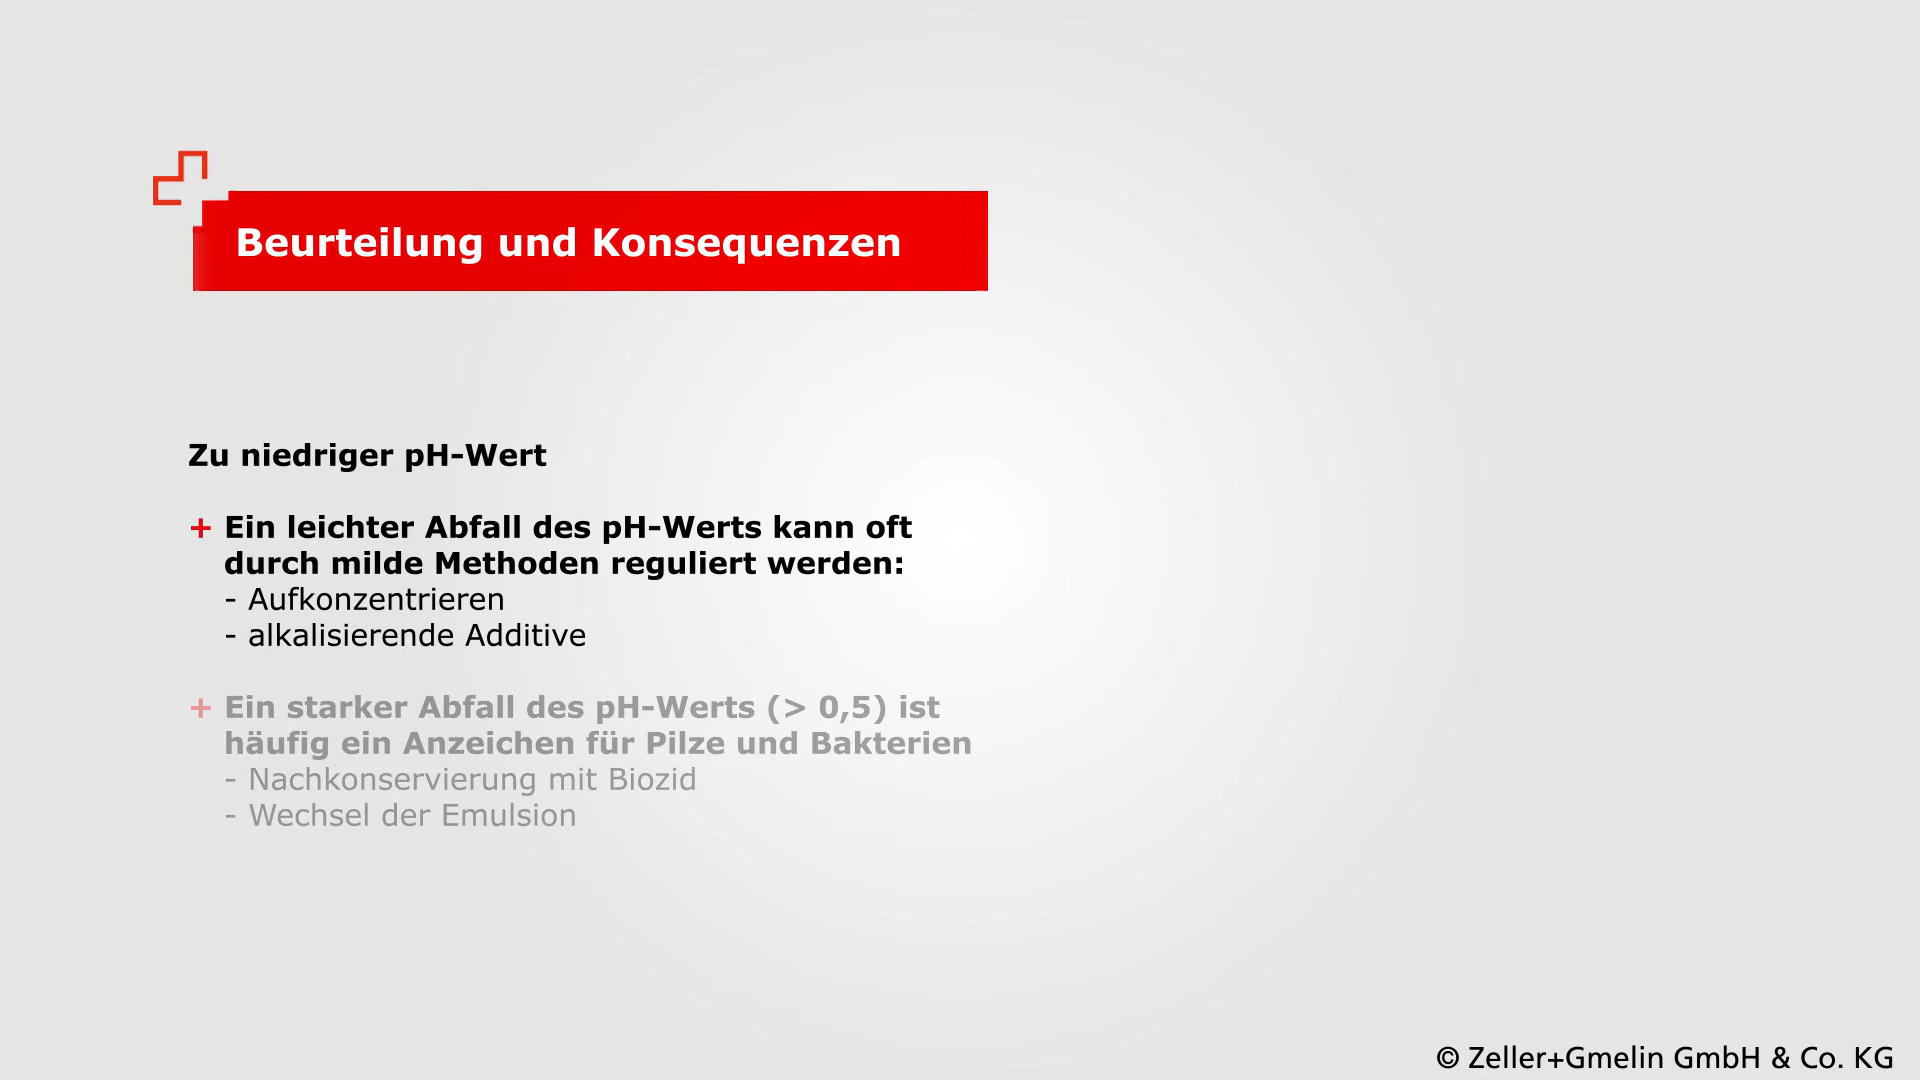 Beurteilung und Konsequenzen
Zu niedriger pH-Wert
+ Ein leichter Abfall des pH-Werts kann oft
durch milde Methoden reguliert werden:
- Aufkonzentrieren
- alkalisierende Additive
+ Ein starker Abfall des pH-Werts (> 0,5) ist
häufig ein Anzeichen für Pilze und Bakterien
- Nachkonservierung mit Biozid
- Wechsel der Emulsion
© Zeller+Gmelin GmbH & Co. KG